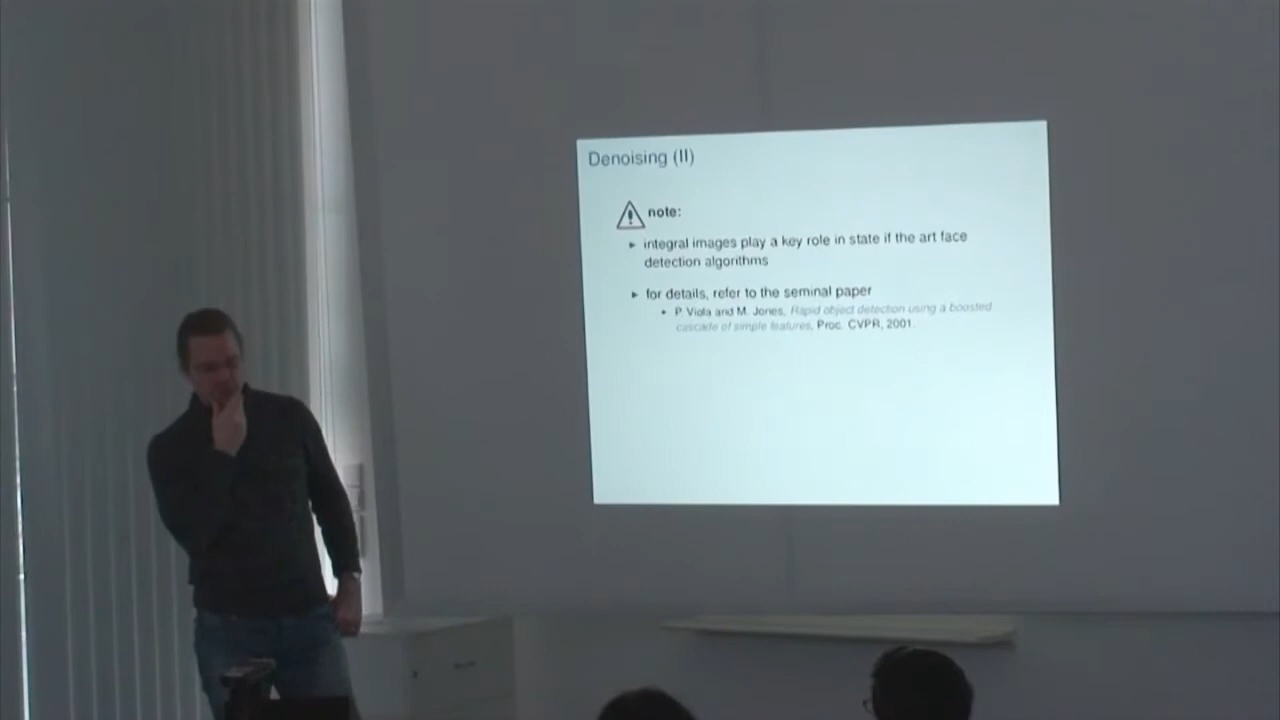 Denoising (II)
note:
integral images play a key role in state if the art face
detection algorithms
for details, refer to the seminal paper
P. Viola and M. Jones, Rapid object detection using a boosted
cascade of simple features, Proc. CVPR, 2001.